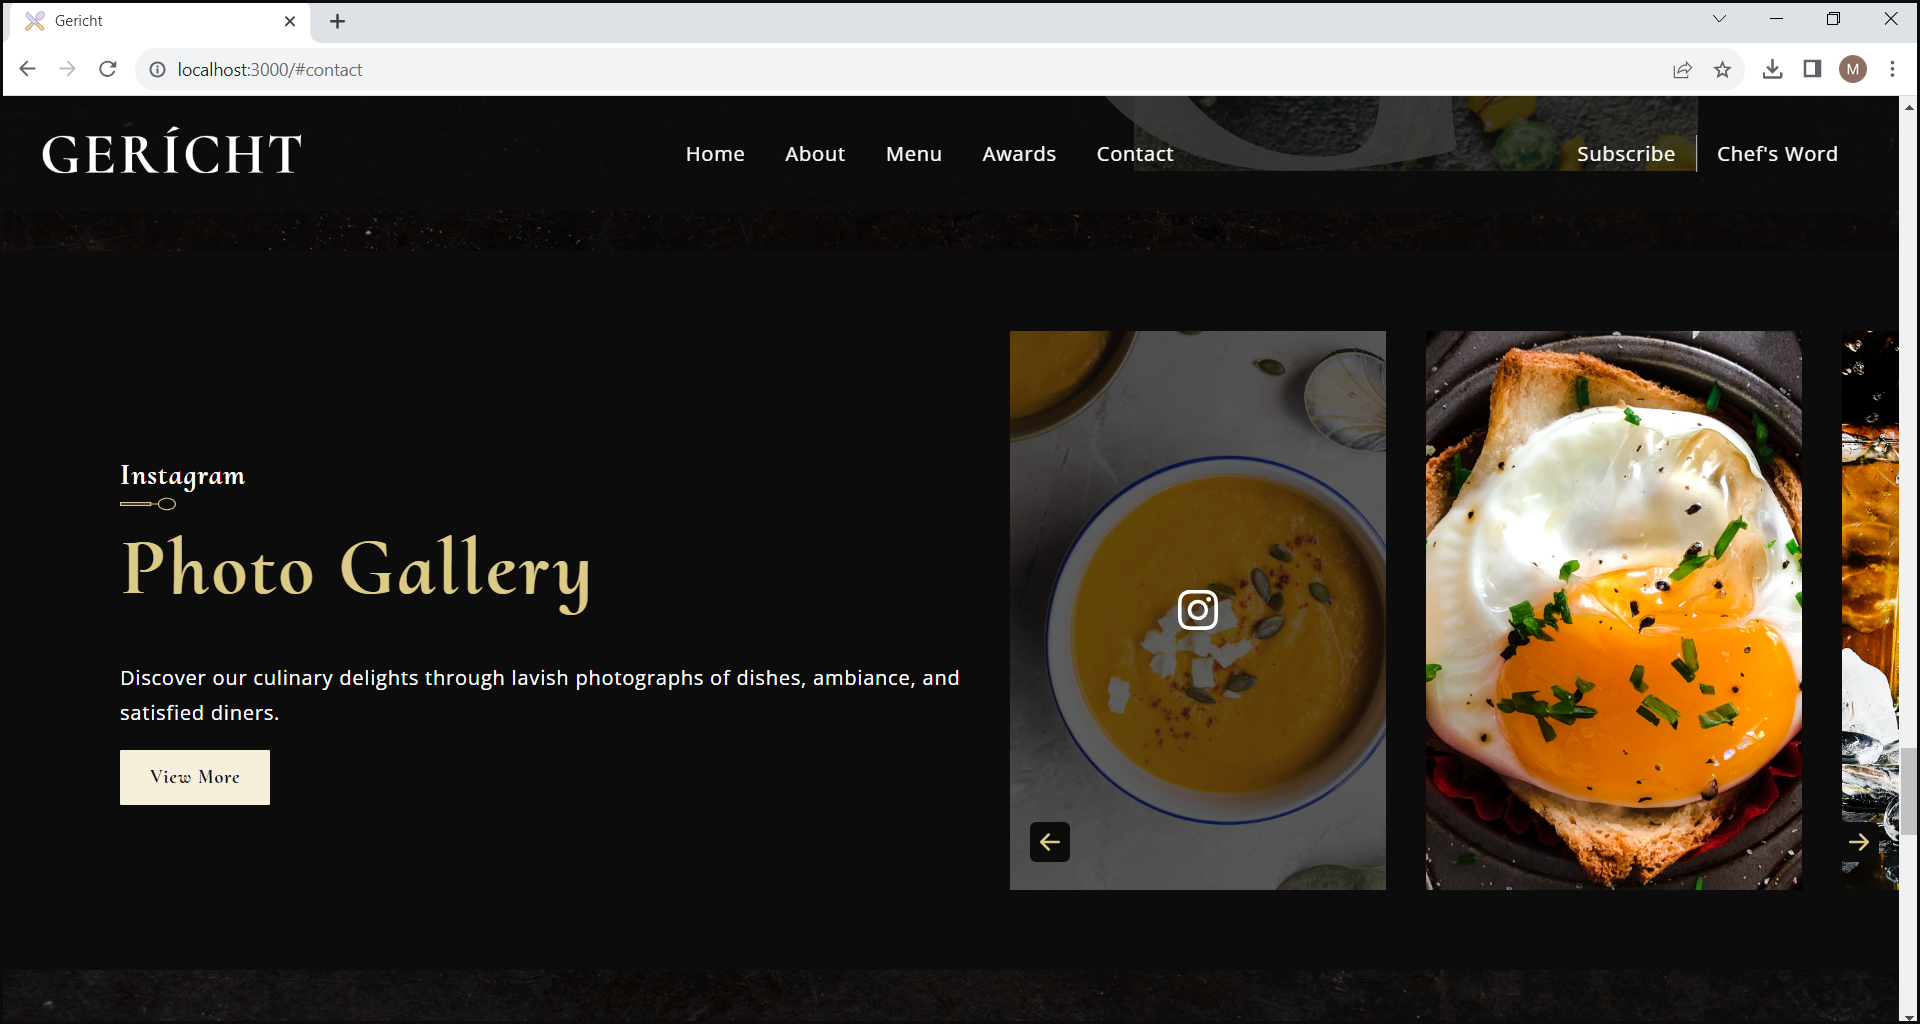 Gericht
localhost:3000/#contact
M
GERÍCHT
Home About Menu Awards Contact Subscribe Chef's Word
Instagram
Photo Gallery
Discover our culinary delights through lavish photographs of dishes, ambiance, and
satisfied diners.
View More